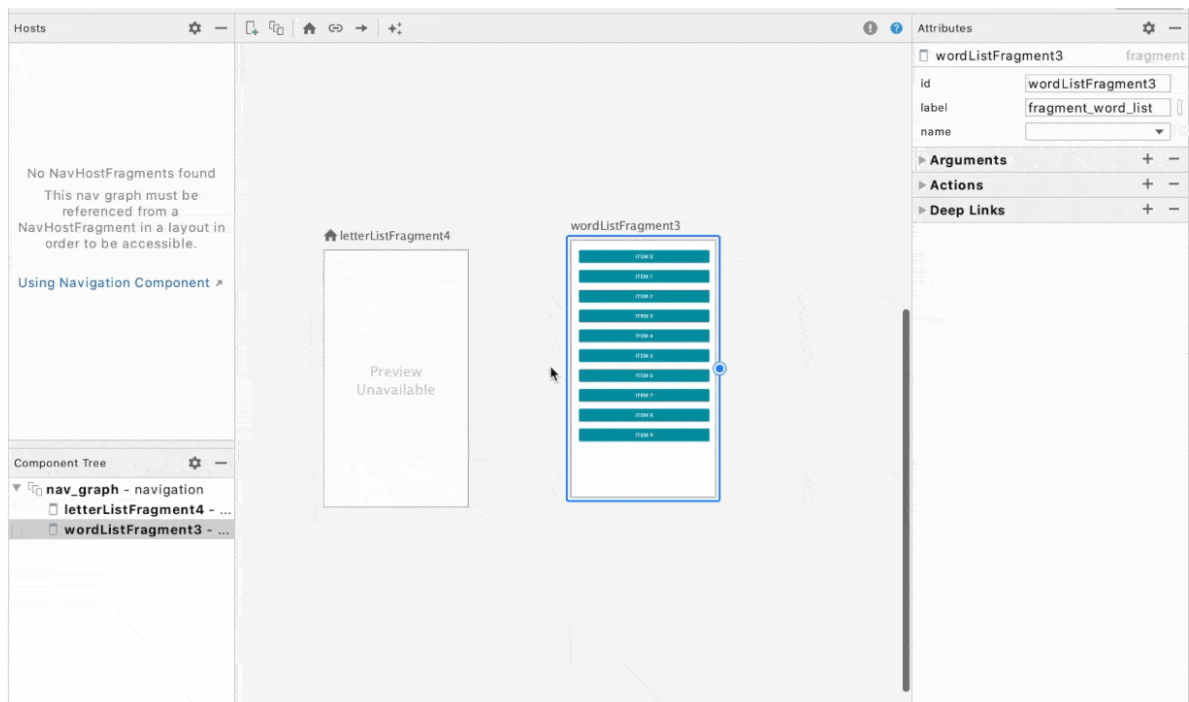 Hosts
No NavHostFragments found
This nav graph must be
referenced from a
NavHostFragment in a layout in
order to be accessible.
Using Navigation Component
Component Tree
nav_graph - navigation
letterListFragment4 - ...
wordListFragment3 - ...
letterListFragment4
Preview
Unavailable
wordListFragment3
ITEM 0
ITEM 1
ITEM 2
ITEM 3
ITEM 4
ITEM 5
ITEM 6
ITEM 7
ITEM 8
ITEM 9
Attributes
wordListFragment3 fragment
id wordListFragment3
label fragment_word_list
name
Arguments
Actions
Deep Links